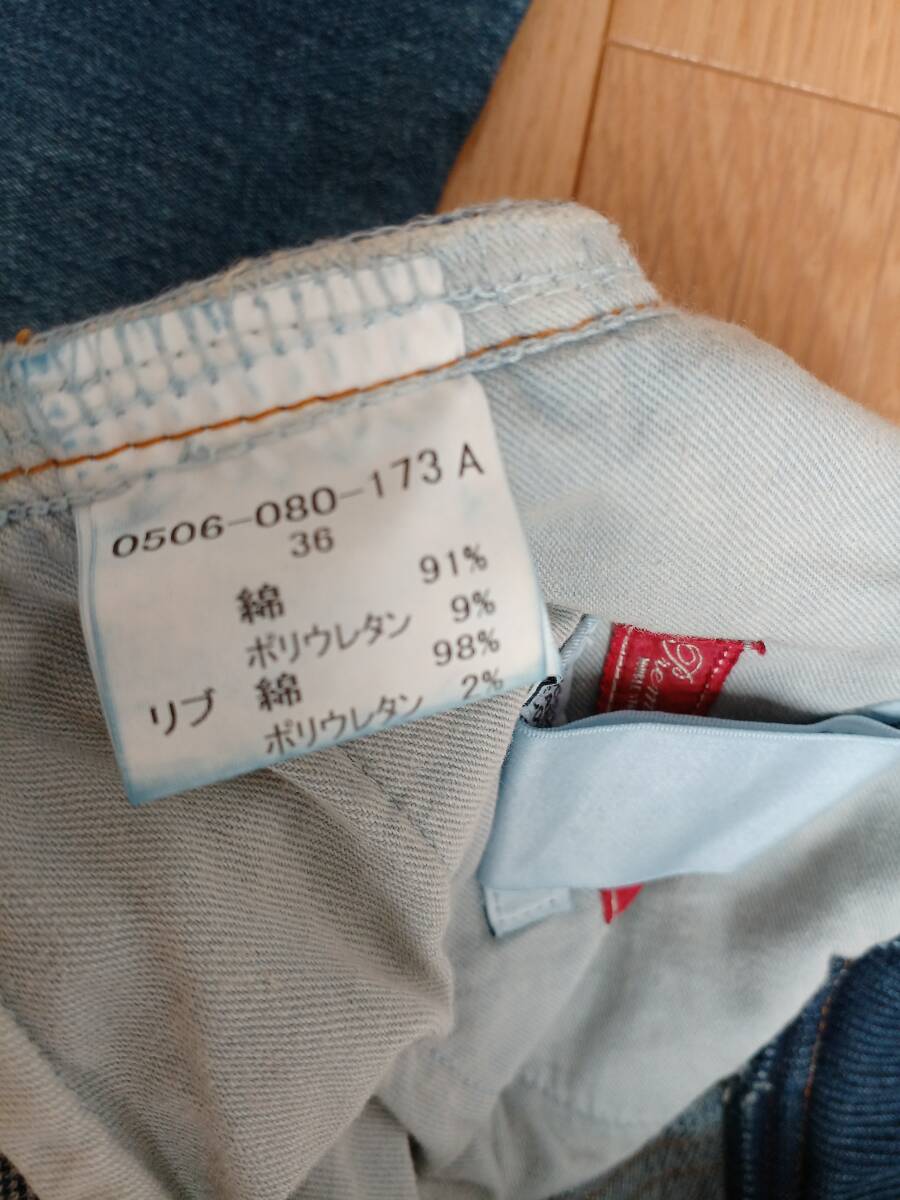 0506-080-173 A
36
綿 91%
ポリウレタン 9%
リブ 綿 98%
ポリウレタン 2%